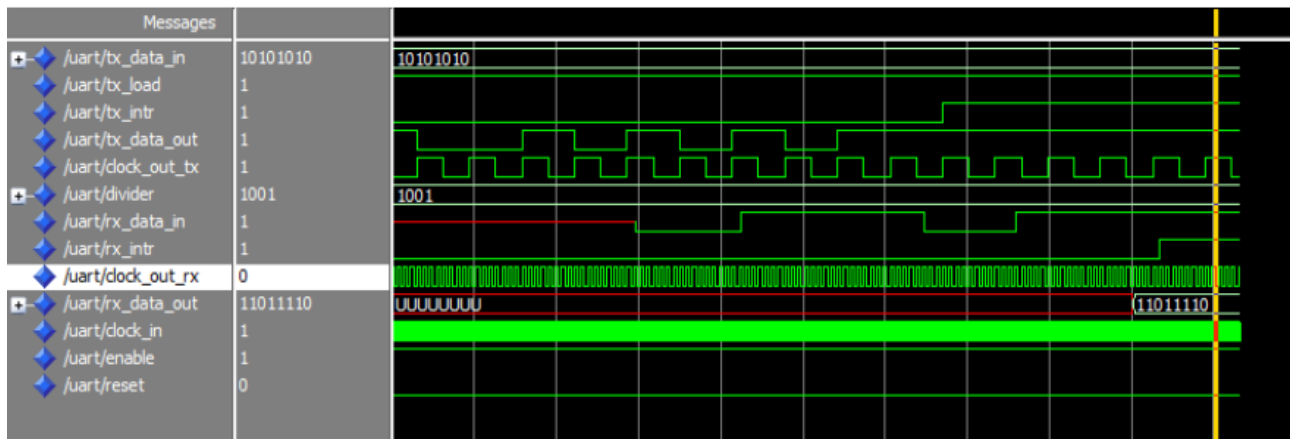 Messages
/uart/tx_data_in 10101010 10101010
/uart/tx_load 1
/uart/tx_intr 1
/uart/tx_data_out 1
/uart/clock_out_tx 1
/uart/divider 1001 1001
/uart/rx_data_in 1
/uart/rx_intr 1
/uart/clock_out_rx 0
/uart/rx_data_out 11011110 UUUUUUUU 11011110
/uart/clock_in 1
/uart/enable 1
/uart/reset 0